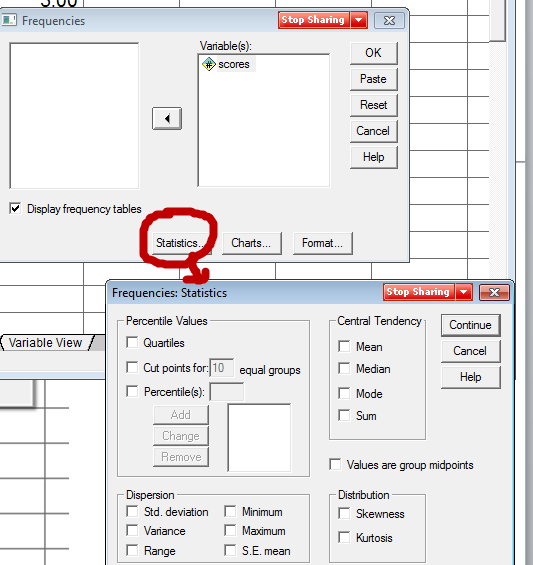 3.00
Frequencies
Stop Sharing
Variable(s):
scores
OK
Paste
Reset
Cancel
Help
Display frequency tables
Statistics...
Charts...
Format...
Variable View
Frequencies: Statistics
Stop Sharing
Percentile Values
Quartiles
Cut points for: 10 equal groups
Percentile(s):
Add
Change
Remove
Central Tendency
Mean
Median
Mode
Sum
Continue
Cancel
Help
Values are group midpoints
Dispersion
Std. deviation
Minimum
Variance
Maximum
Range
S.E. mean
Distribution
Skewness
Kurtosis